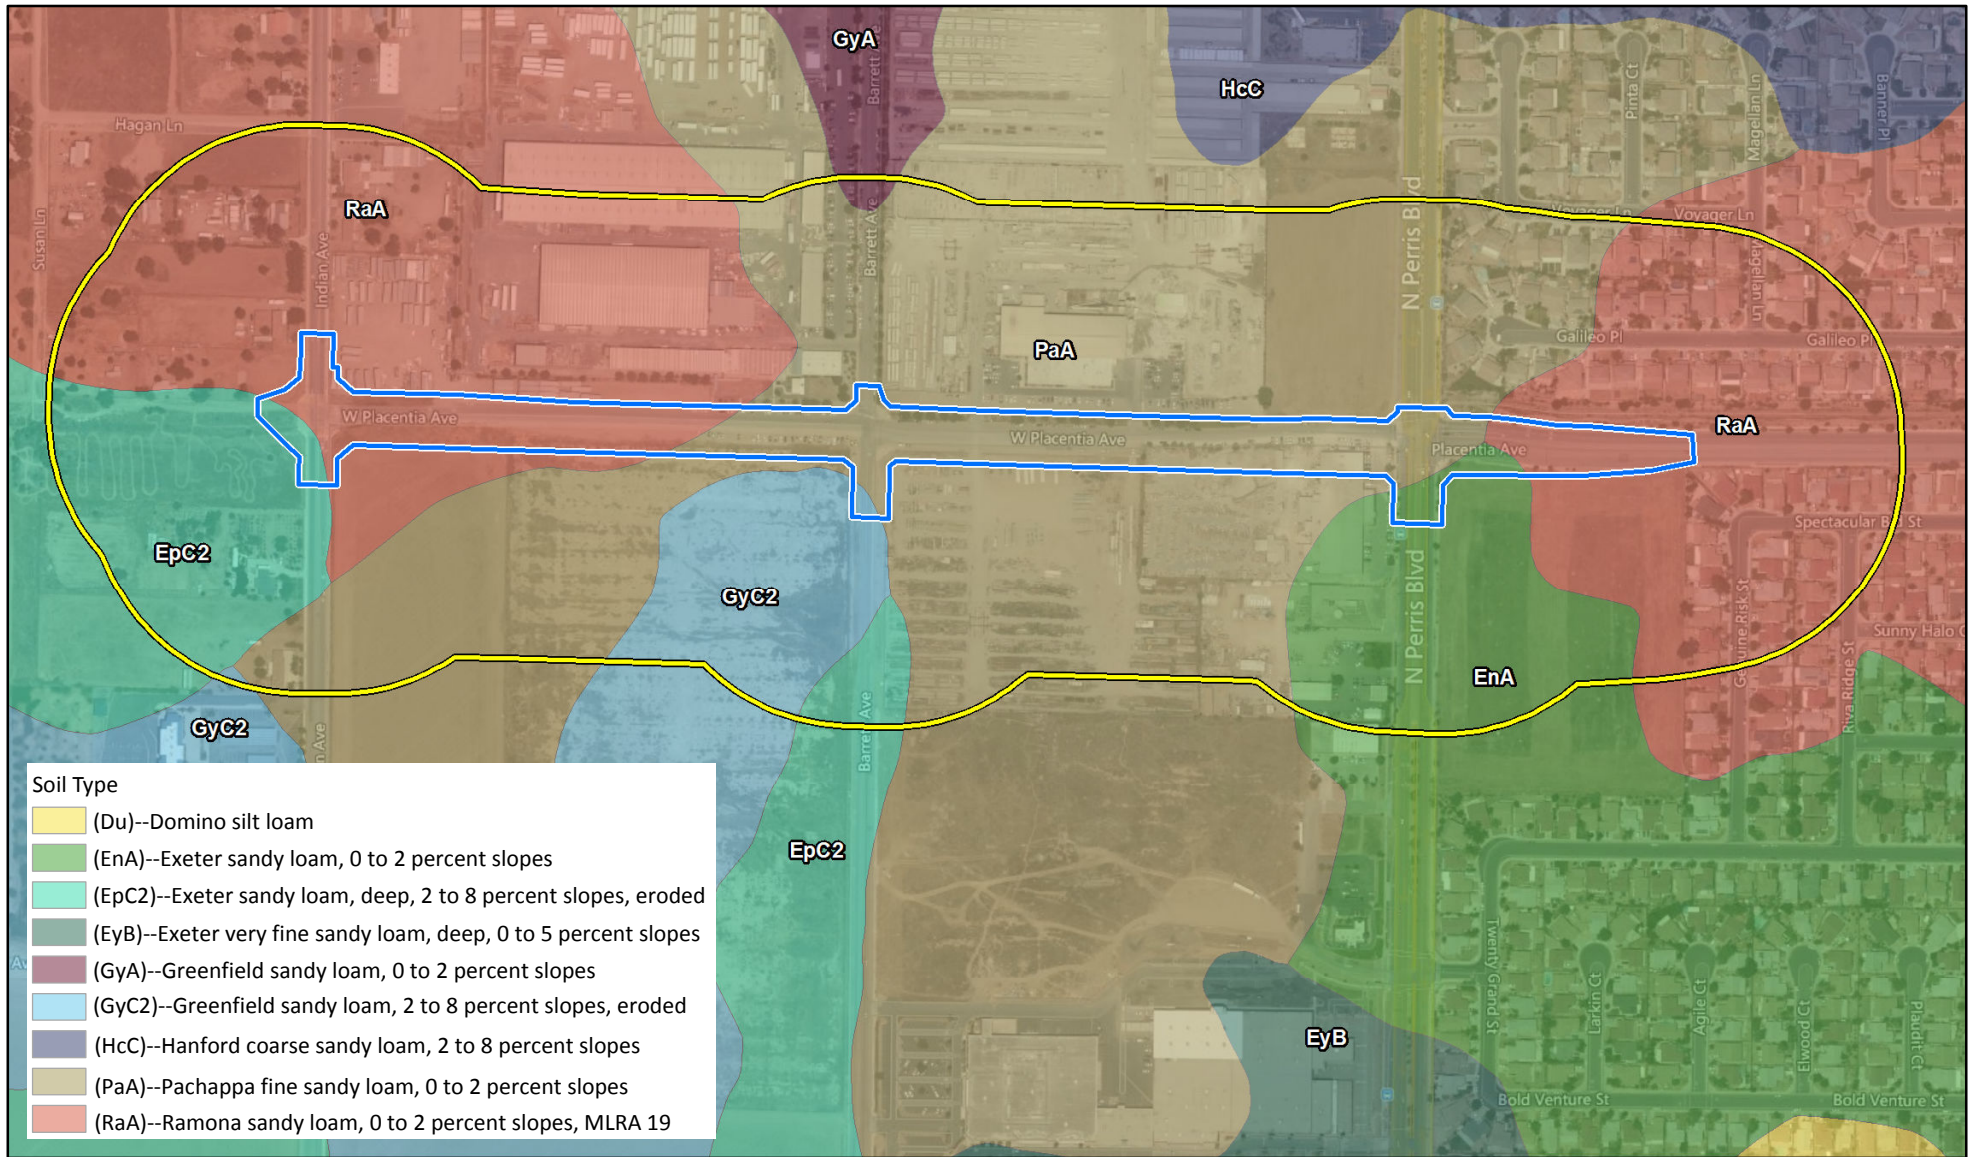 GyA
Barrett Ave
HcC
Pinta Ct
Magellan Ln
Banner Pl
Hagan Ln
RaA
Susan Ln
Indian Ave
Barrett Ave
N Perris Blvd
Voyager Ln
Voyager Ln
Magellan Ln
PaA
Galileo Pl
Galileo Pl
W Placentia Ave
W Placentia Ave
Placentia Ave
RaA
Spectacular Bid St
EpC2
GyC2
N Perris Blvd
Genuine Risk St
Riva Ridge St
Sunny Halo C
EnA
GyC2
n Ave
Barrett Ave
EpC2
Soil Type
(Du)--Domino silt loam
(EnA)--Exeter sandy loam, 0 to 2 percent slopes
(EpC2)--Exeter sandy loam, deep, 2 to 8 percent slopes, eroded
(EyB)--Exeter very fine sandy loam, deep, 0 to 5 percent slopes
(GyA)--Greenfield sandy loam, 0 to 2 percent slopes
(GyC2)--Greenfield sandy loam, 2 to 8 percent slopes, eroded
(HcC)--Hanford coarse sandy loam, 2 to 8 percent slopes
(PaA)--Pachappa fine sandy loam, 0 to 2 percent slopes
(RaA)--Ramona sandy loam, 0 to 2 percent slopes, MLRA 19
Av
Twenty Grand St
Larkin Ct
Agile Ct
Elwood Ct
Plaudit Ct
EyB
Bold Venture St
Bold Venture St